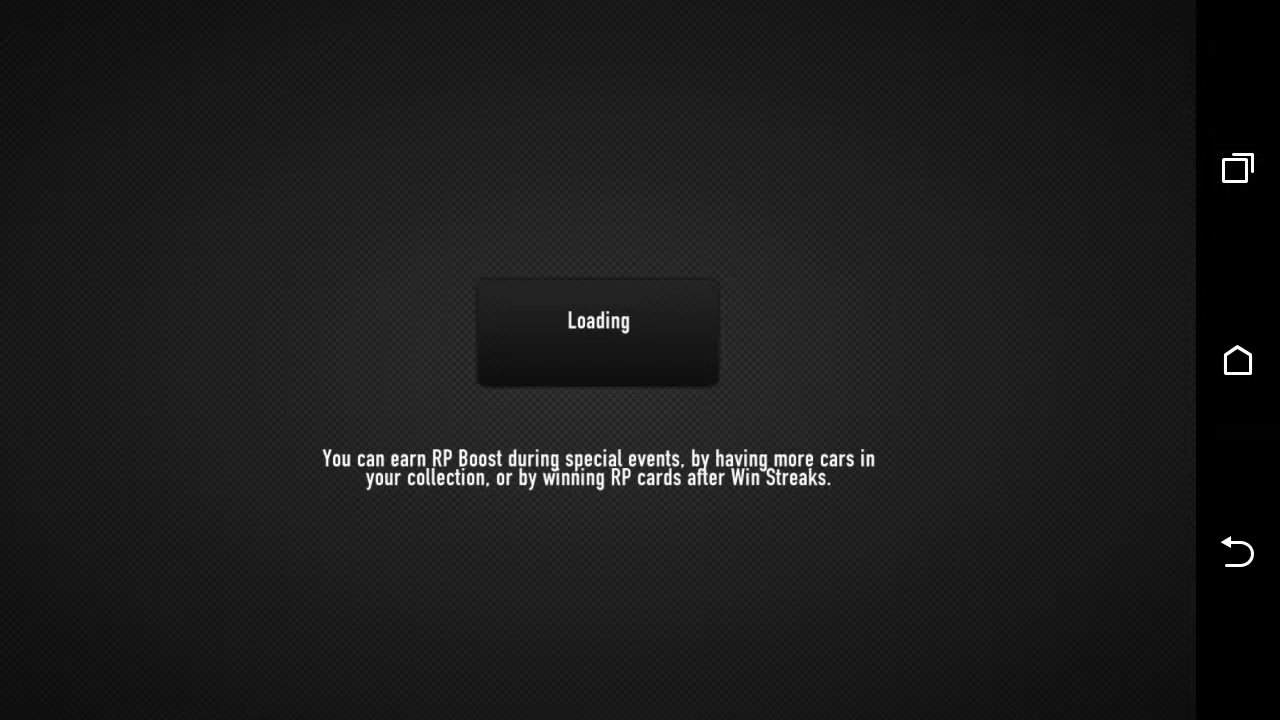 Loading
You can earn RP Boost during special events, by having more cars in
your collection, or by winning RP cards after Win Streaks.